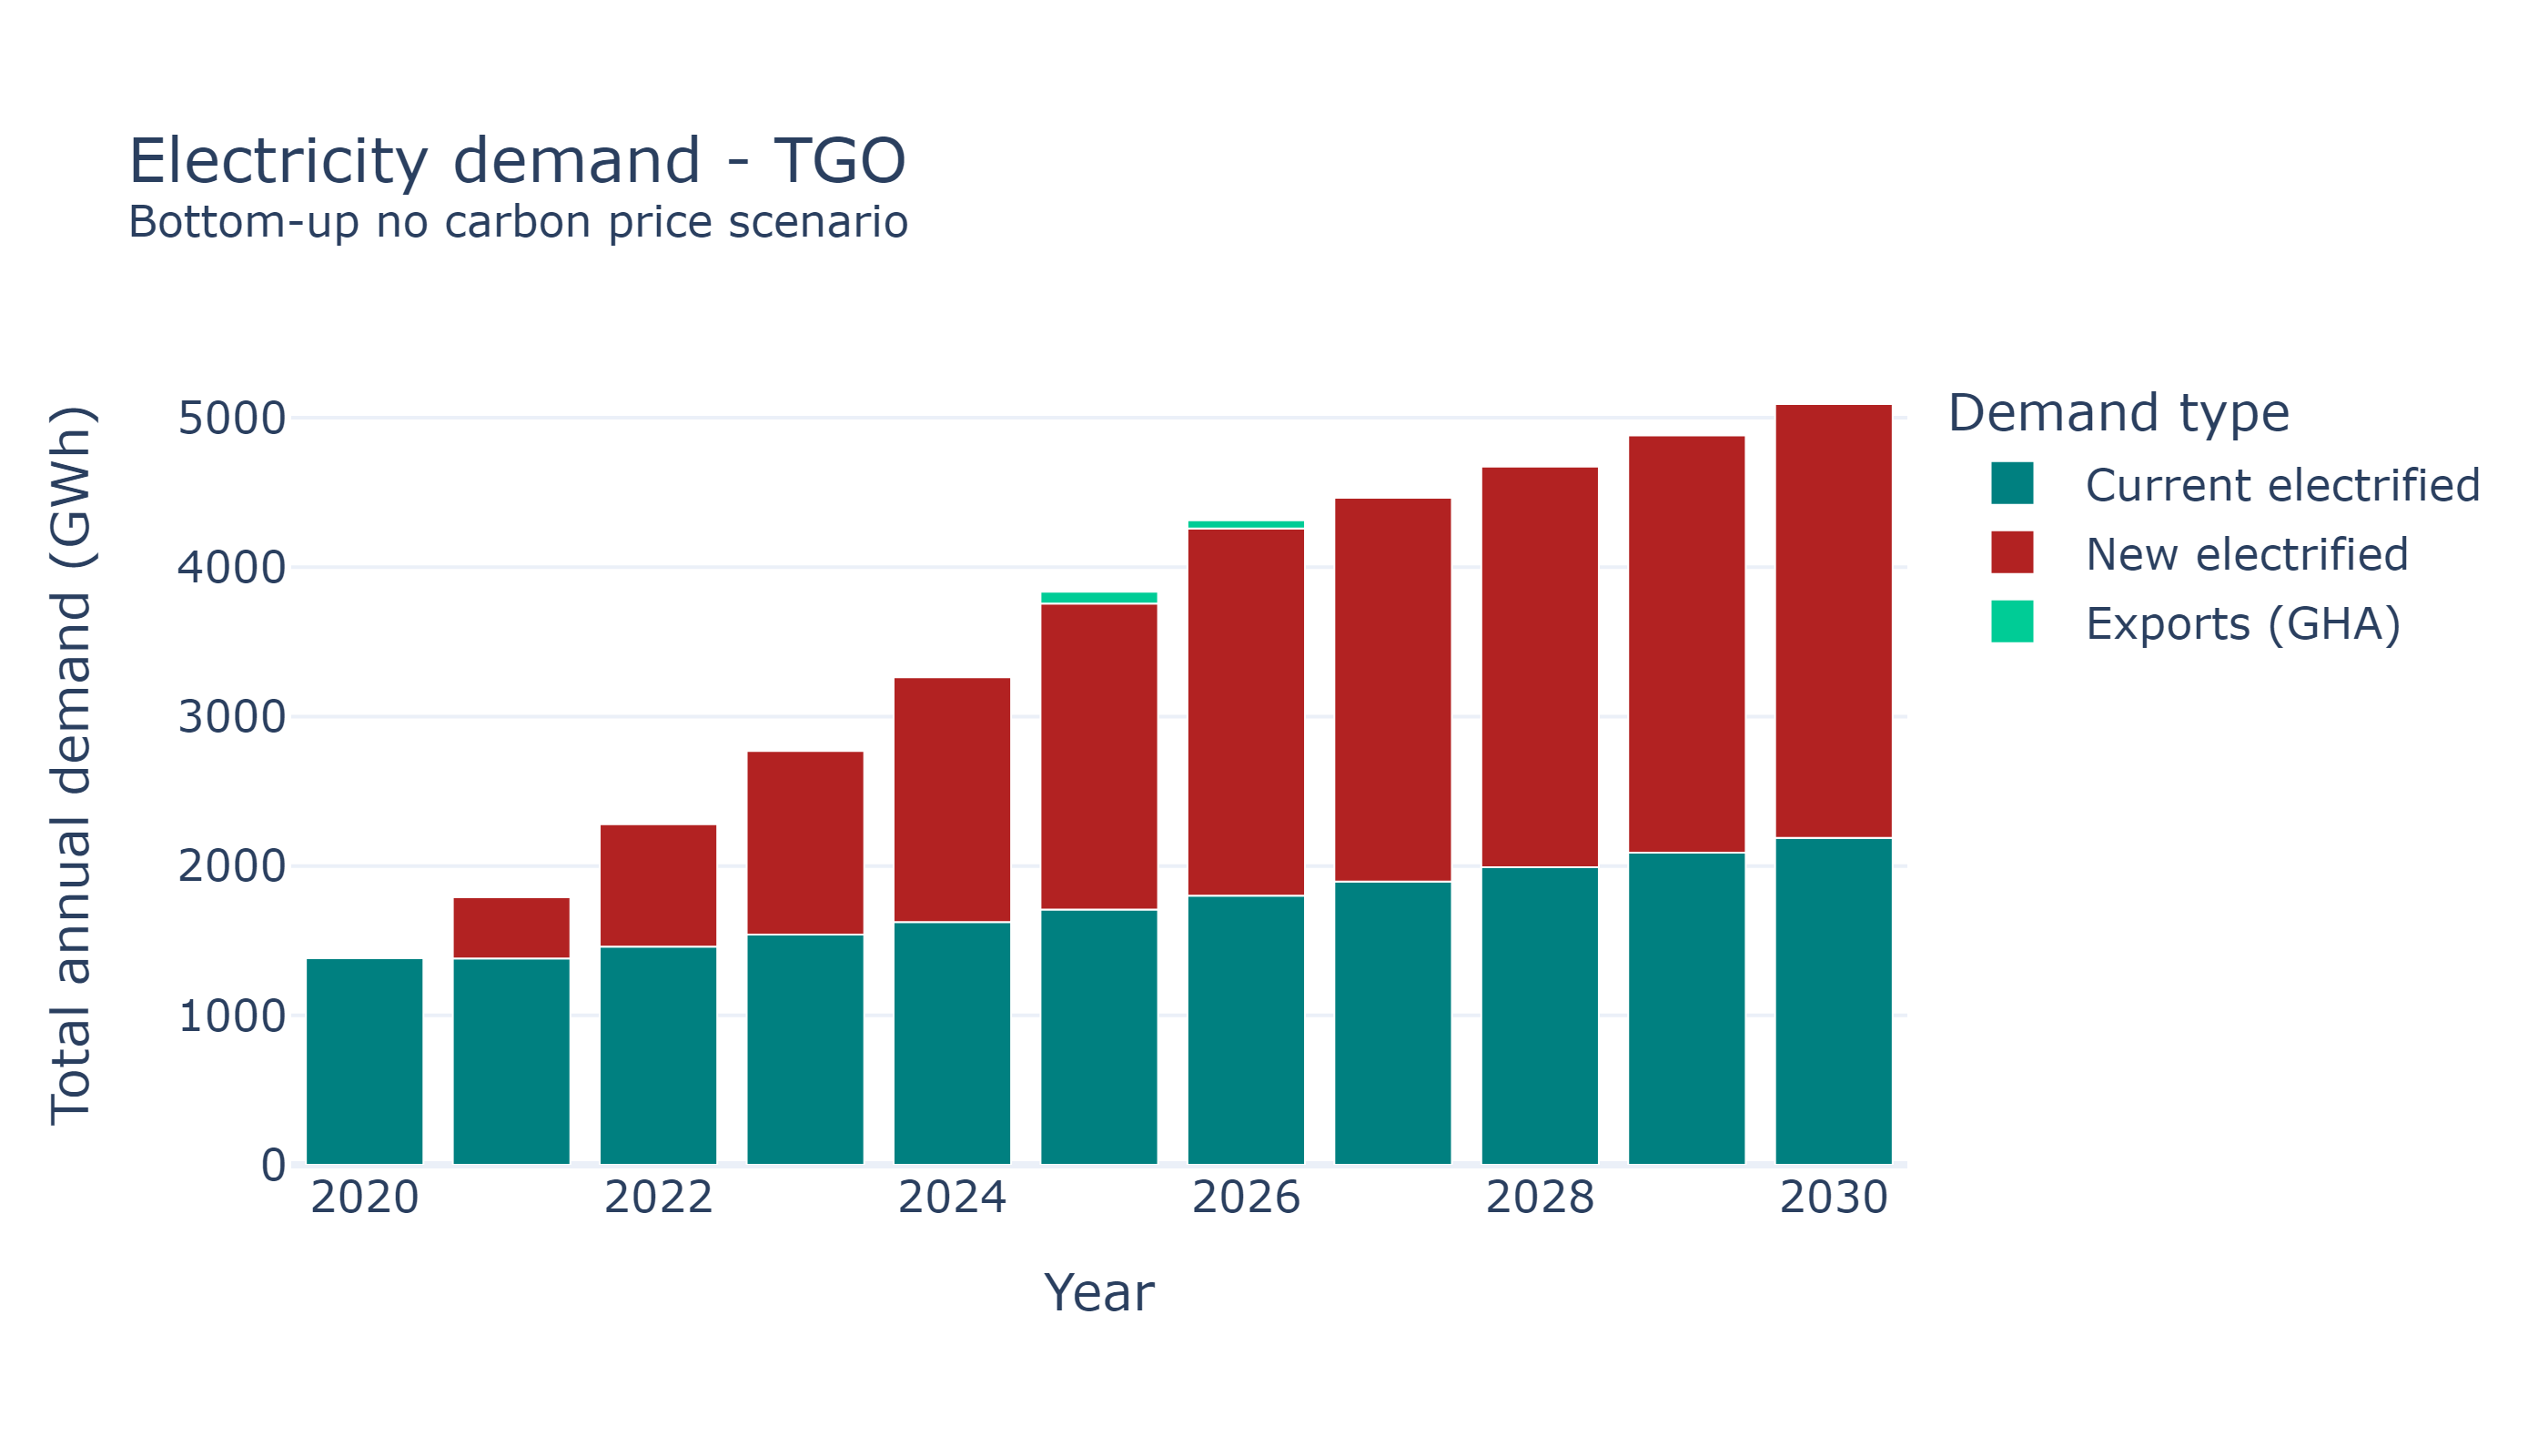 Electricity demand - TGO
Bottom-up no carbon price scenario
Total annual demand (GWh)
5000
4000
3000
2000
1000
0
2020
2022
2024
2026
2028
2030
Year
Demand type
Current electrified
New electrified
Exports (GHA)